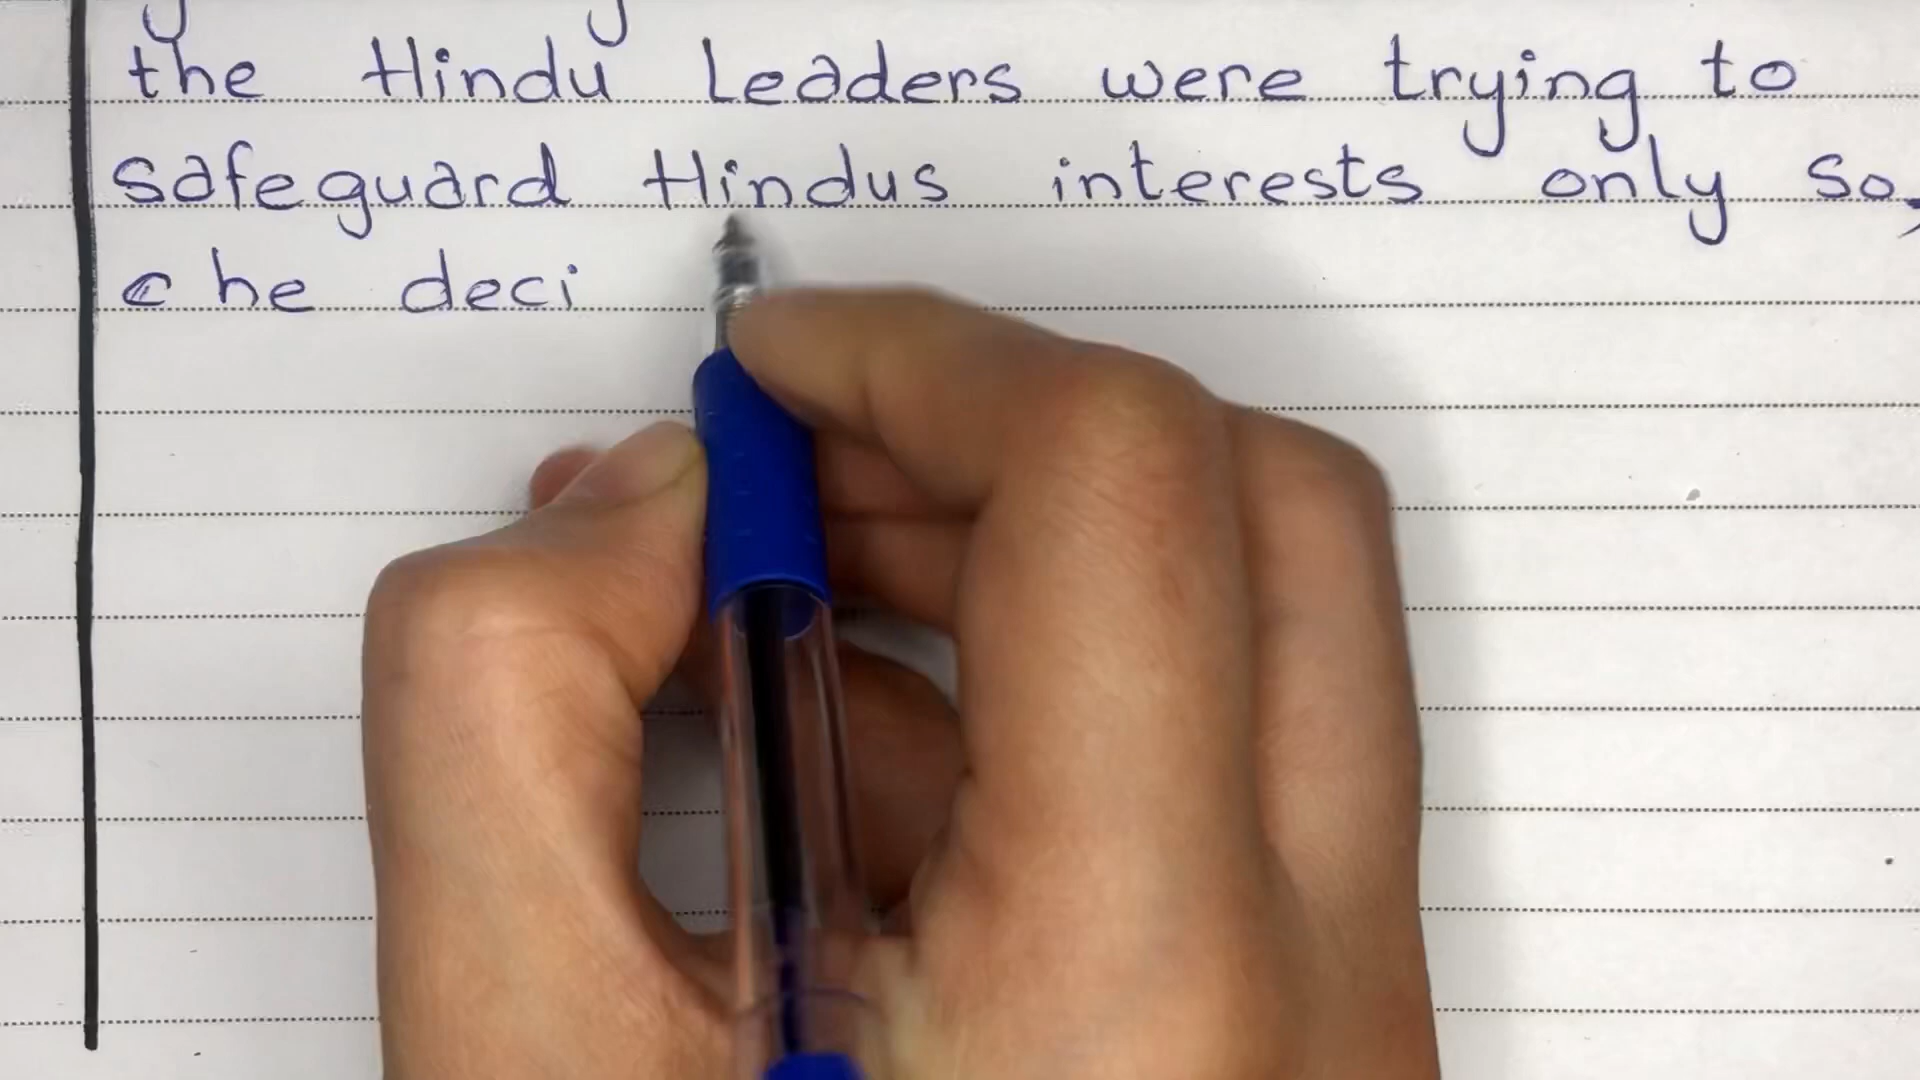 the Hindu Leaders were trying to
safeguard Hindus interests only so,
he deci